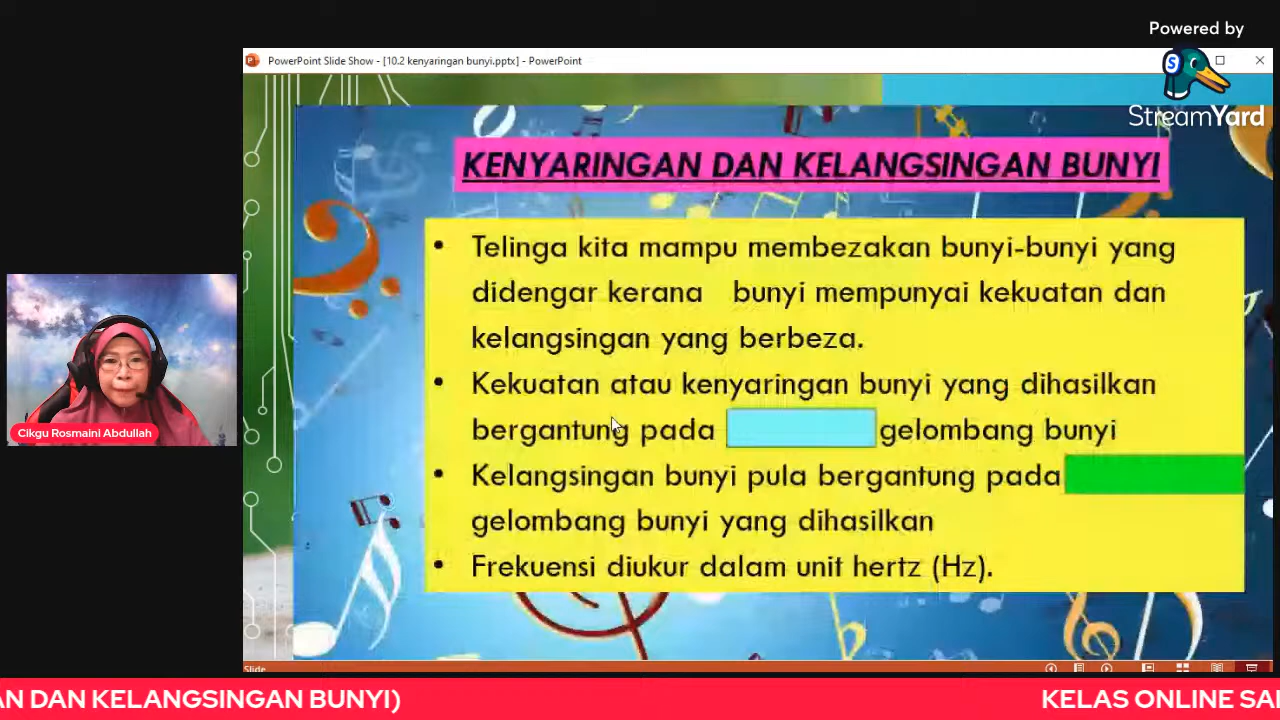 Powered by
StreamYard
PowerPoint Slide Show - [10.2 kenyaringan bunyi.pptx] - PowerPoint
KENYARINGAN DAN KELANGSINGAN BUNYI
• Telinga kita mampu membezakan bunyi-bunyi yang
didengar kerana bunyi mempunyai kekuatan dan
kelangsingan yang berbeza.
• Kekuatan atau kenyaringan bunyi yang dihasilkan
bergantung pada gelombang bunyi
• Kelangsingan bunyi pula bergantung pada
gelombang bunyi yang dihasilkan
• Frekuensi diukur dalam unit hertz (Hz).
Cikgu Rosmaini Abdullah
Slide
AN DAN KELANGSINGAN BUNYI)
KELAS ONLINE SAI